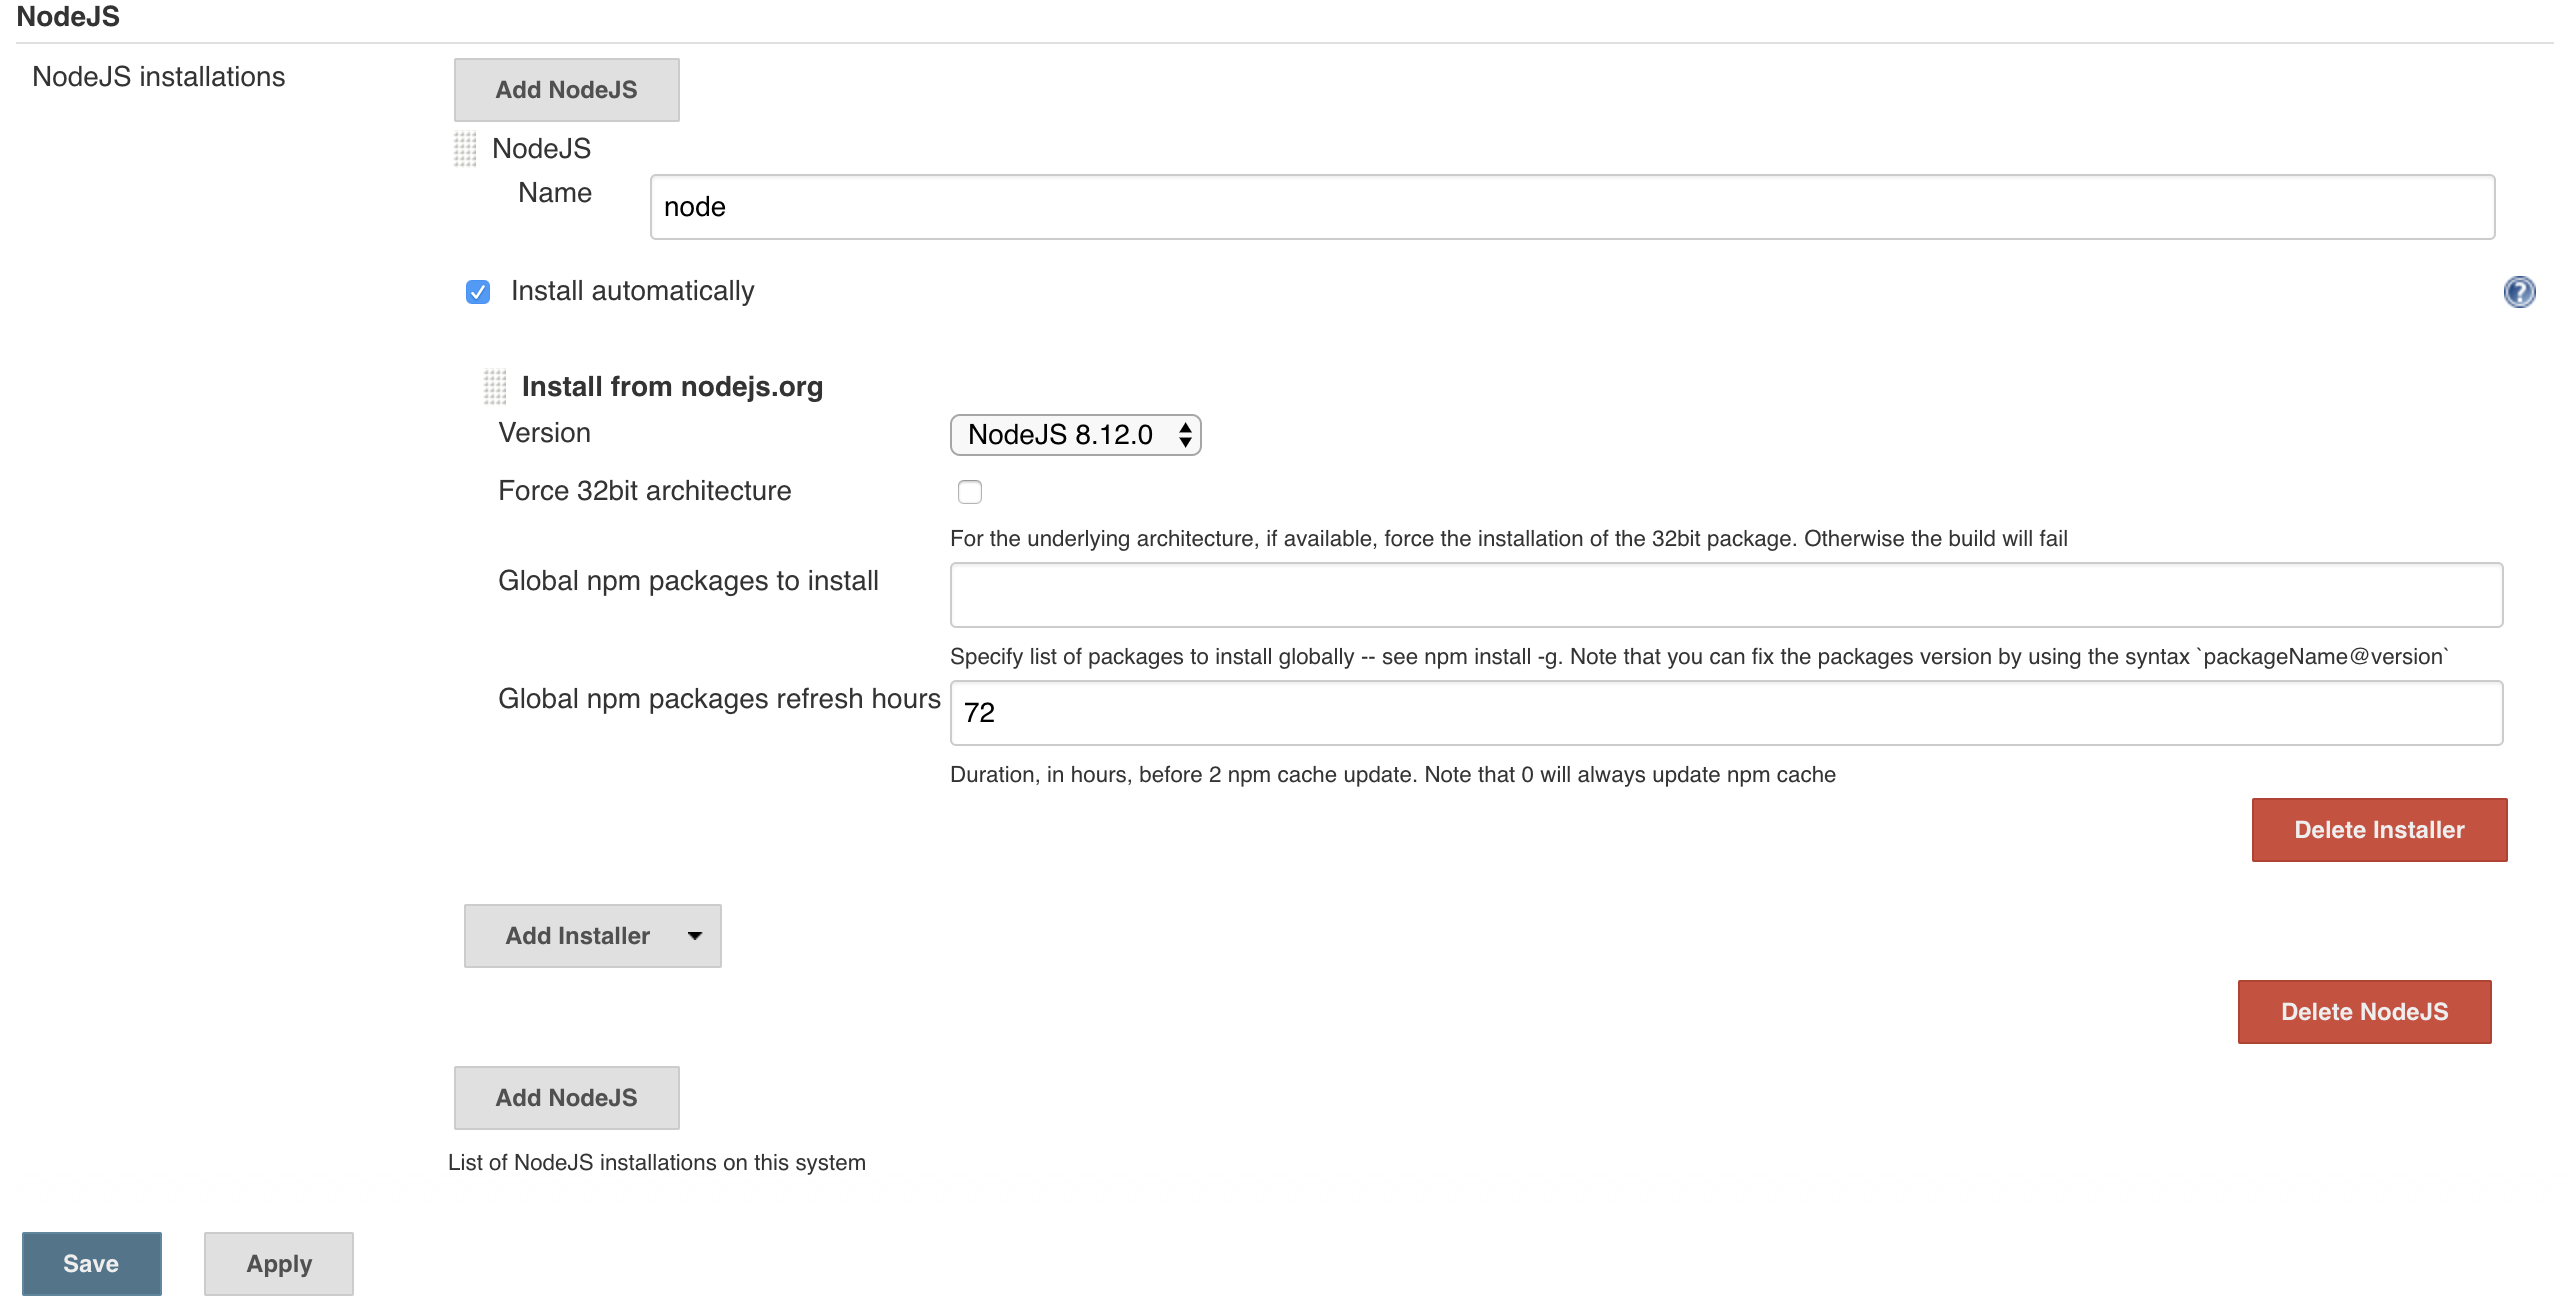 NodeJS
NodeJS installations
Add NodeJS
NodeJS
Name
node
Install automatically
?
Install from nodejs.org
Version
NodeJS 8.12.0
Force 32bit architecture
For the underlying architecture, if available, force the installation of the 32bit package. Otherwise the build will fail
Global npm packages to install
Specify list of packages to install globally -- see npm install -g. Note that you can fix the packages version by using the syntax `packageName@version`
Global npm packages refresh hours
72
Duration, in hours, before 2 npm cache update. Note that 0 will always update npm cache
Delete Installer
Add Installer
Delete NodeJS
Add NodeJS
List of NodeJS installations on this system
Save
Apply